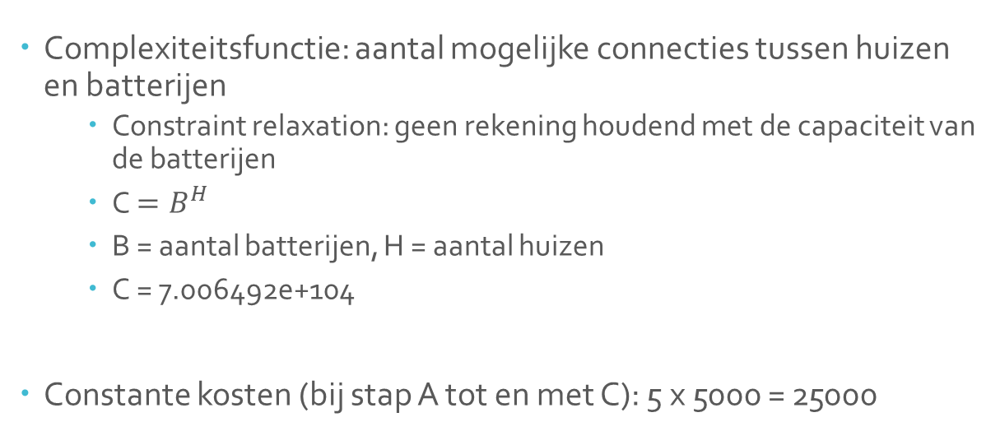 • Complexiteitsfunctie: aantal mogelijke connecties tussen huizen
en batterijen
• Constraint relaxation: geen rekening houdend met de capaciteit van
de batterijen
• C = B^H
• B = aantal batterijen, H = aantal huizen
• C = 7.006492e+104
• Constante kosten (bij stap A tot en met C): 5 x 5000 = 25000